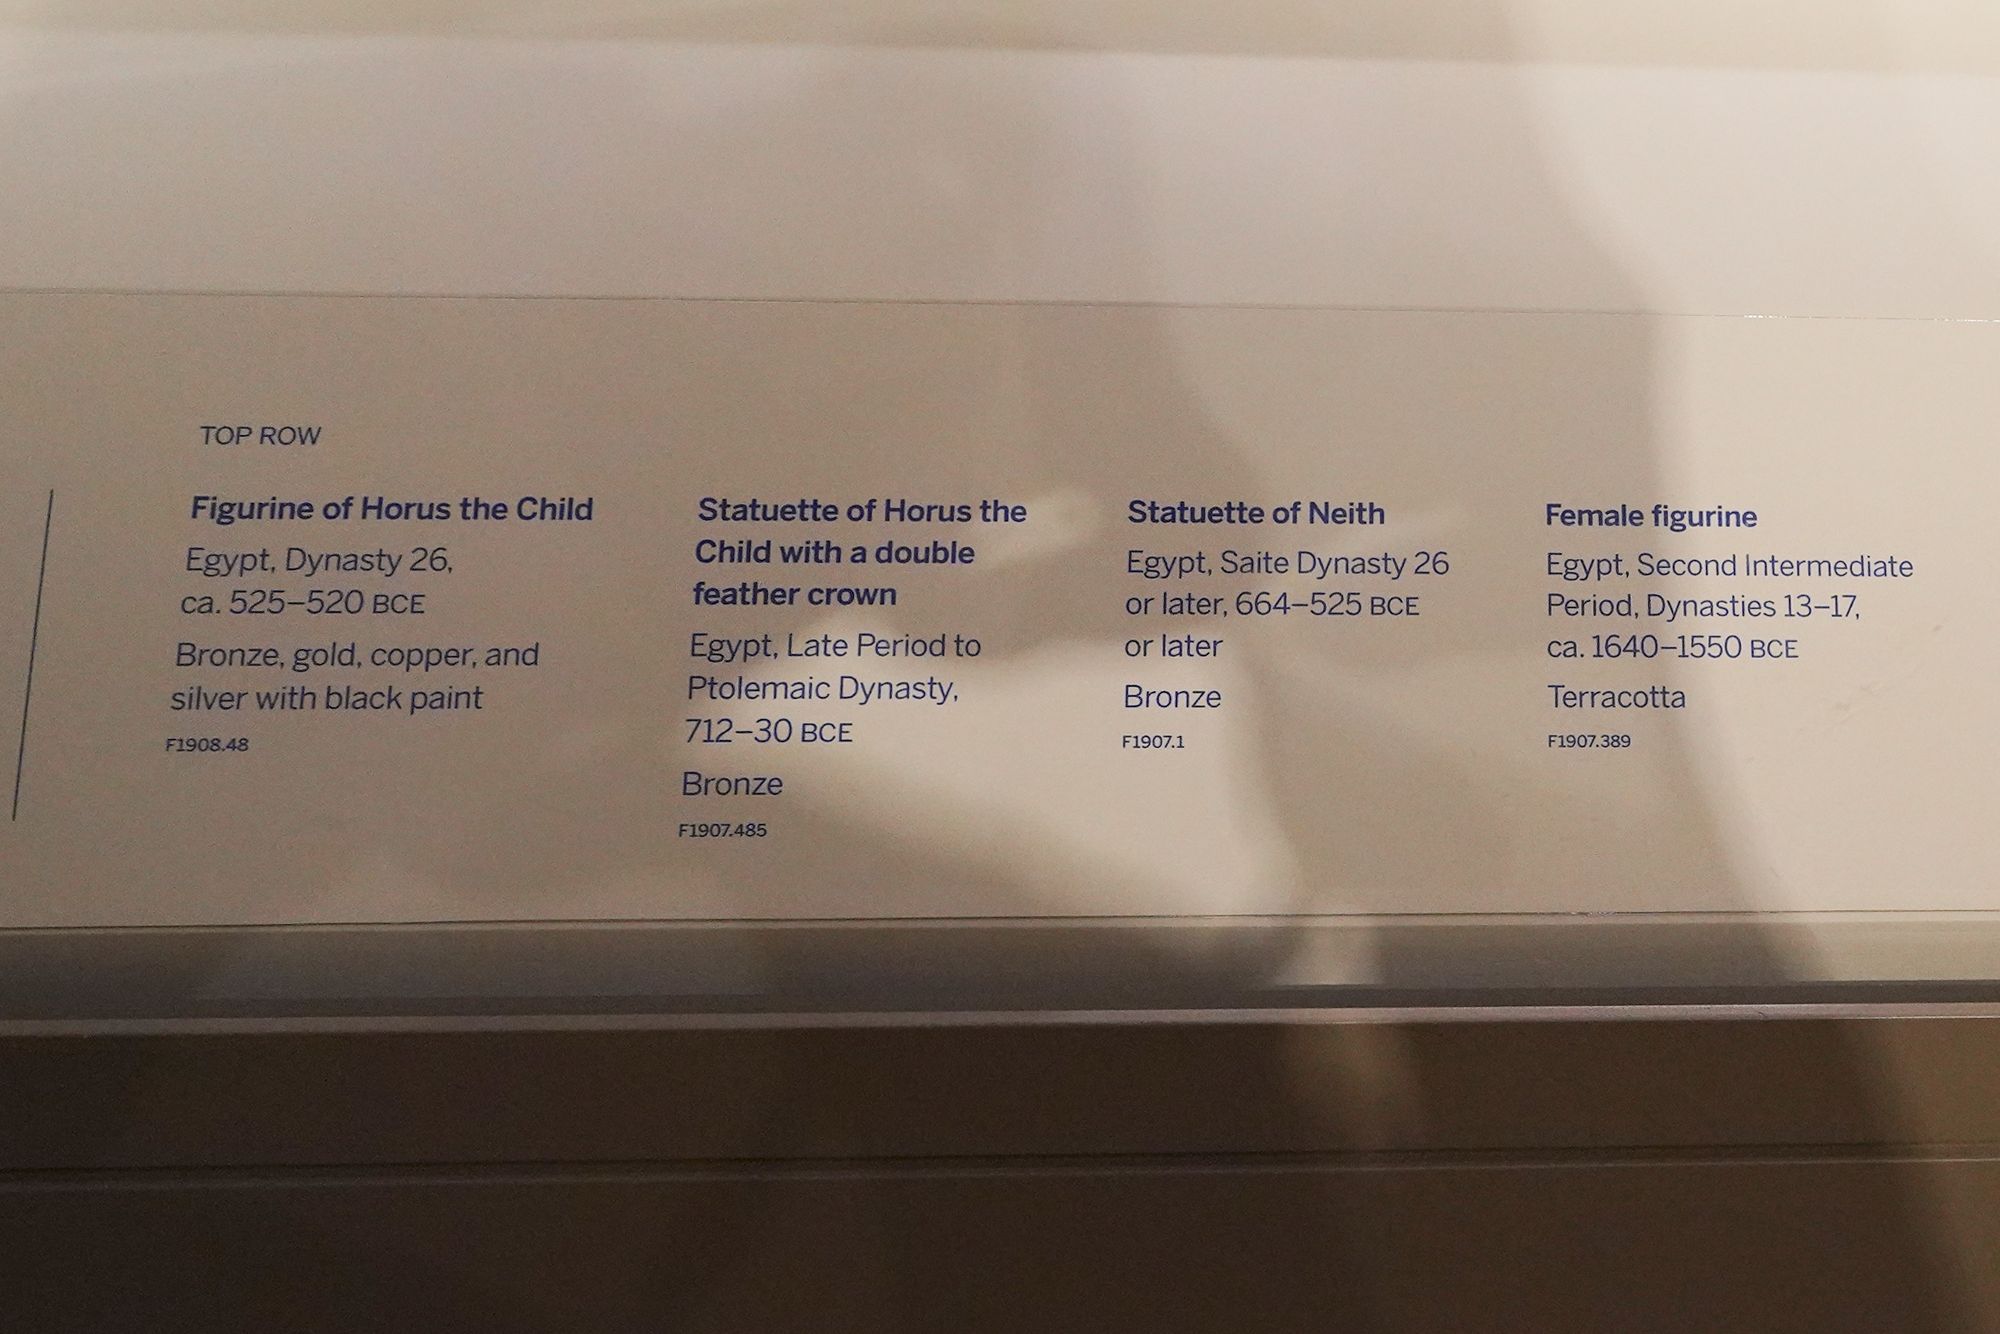 TOP ROW
Figurine of Horus the Child
Egypt, Dynasty 26,
ca. 525–520 BCE
Bronze, gold, copper, and
silver with black paint
F1908.48
Statuette of Horus the
Child with a double
feather crown
Egypt, Late Period to
Ptolemaic Dynasty,
712–30 BCE
Bronze
F1907.485
Statuette of Neith
Egypt, Saite Dynasty 26
or later, 664–525 BCE
or later
Bronze
F1907.1
Female figurine
Egypt, Second Intermediate
Period, Dynasties 13–17,
ca. 1640–1550 BCE
Terracotta
F1907.389